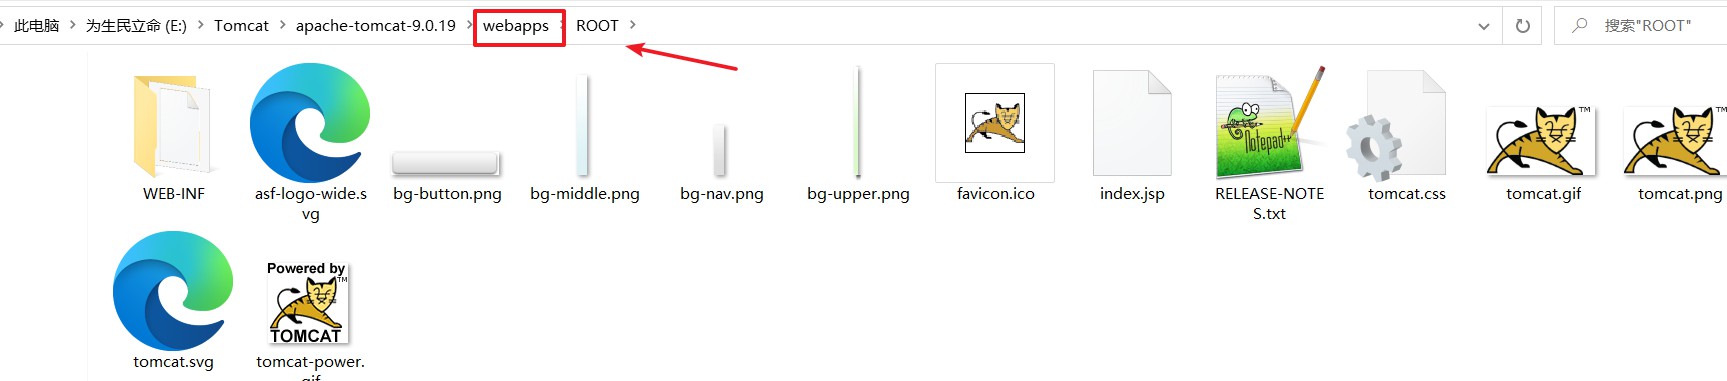 此电脑 > 为生民立命 (E:) > Tomcat > apache-tomcat-9.0.19 > webapps > ROOT >
搜索"ROOT"
Notepad++
TM
TM
WEB-INF
asf-logo-wide.s
vg
bg-button.png
bg-middle.png
bg-nav.png
bg-upper.png
favicon.ico
index.jsp
RELEASE-NOTE
S.txt
tomcat.css
tomcat.gif
tomcat.png
Powered by
TM
TOMCAT
tomcat.svg
tomcat-power.
gif